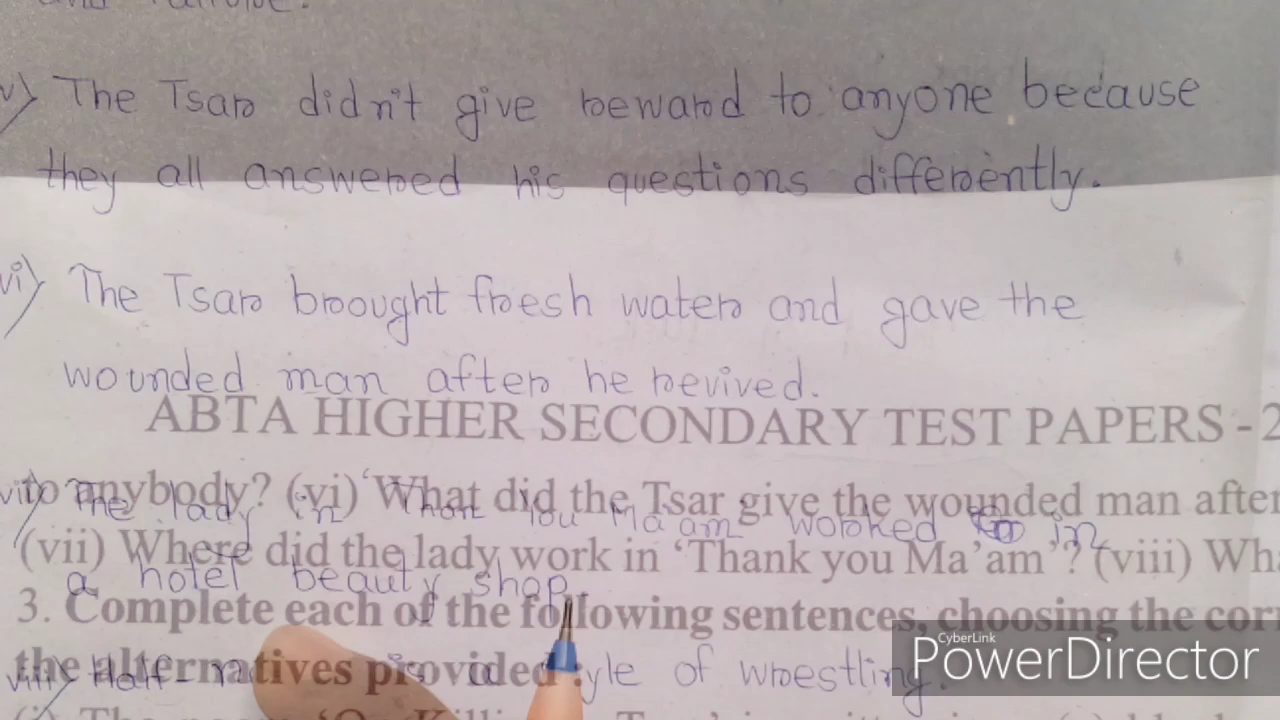 v) The Tsar didn't give reward to anyone because
they all answered his questions differently.
vi) The Tsar brought fresh water and gave the
wounded man after he revived.
ABTA HIGHER SECONDARY TEST PAPERS - 2
to anybody? (vi) 'What did the Tsar give the wounded man after
vii) The lady in You Ma'am worked in
(vii) Where did the lady work in 'Thank you Ma'am'? (viii) Wh
a hotel beauty shop.
3. Complete each of the following sentences, choosing the cor
the alternatives provided :
viii) Half - is a style of wrestling.
CyberLink
PowerDirector